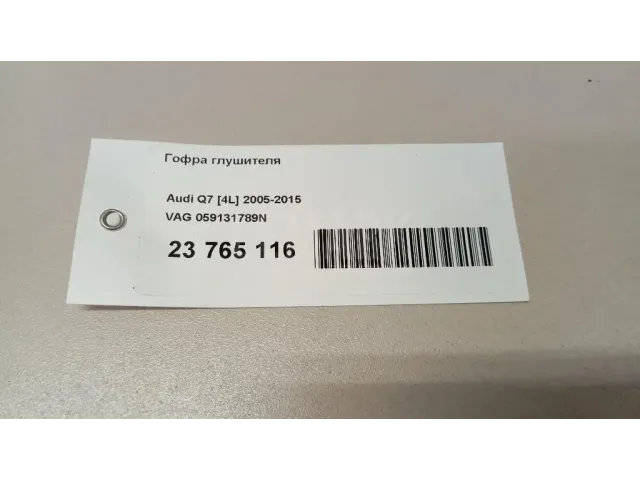 Гофра глушителя
Audi Q7 [4L] 2005-2015
VAG 059131789N
23 765 116